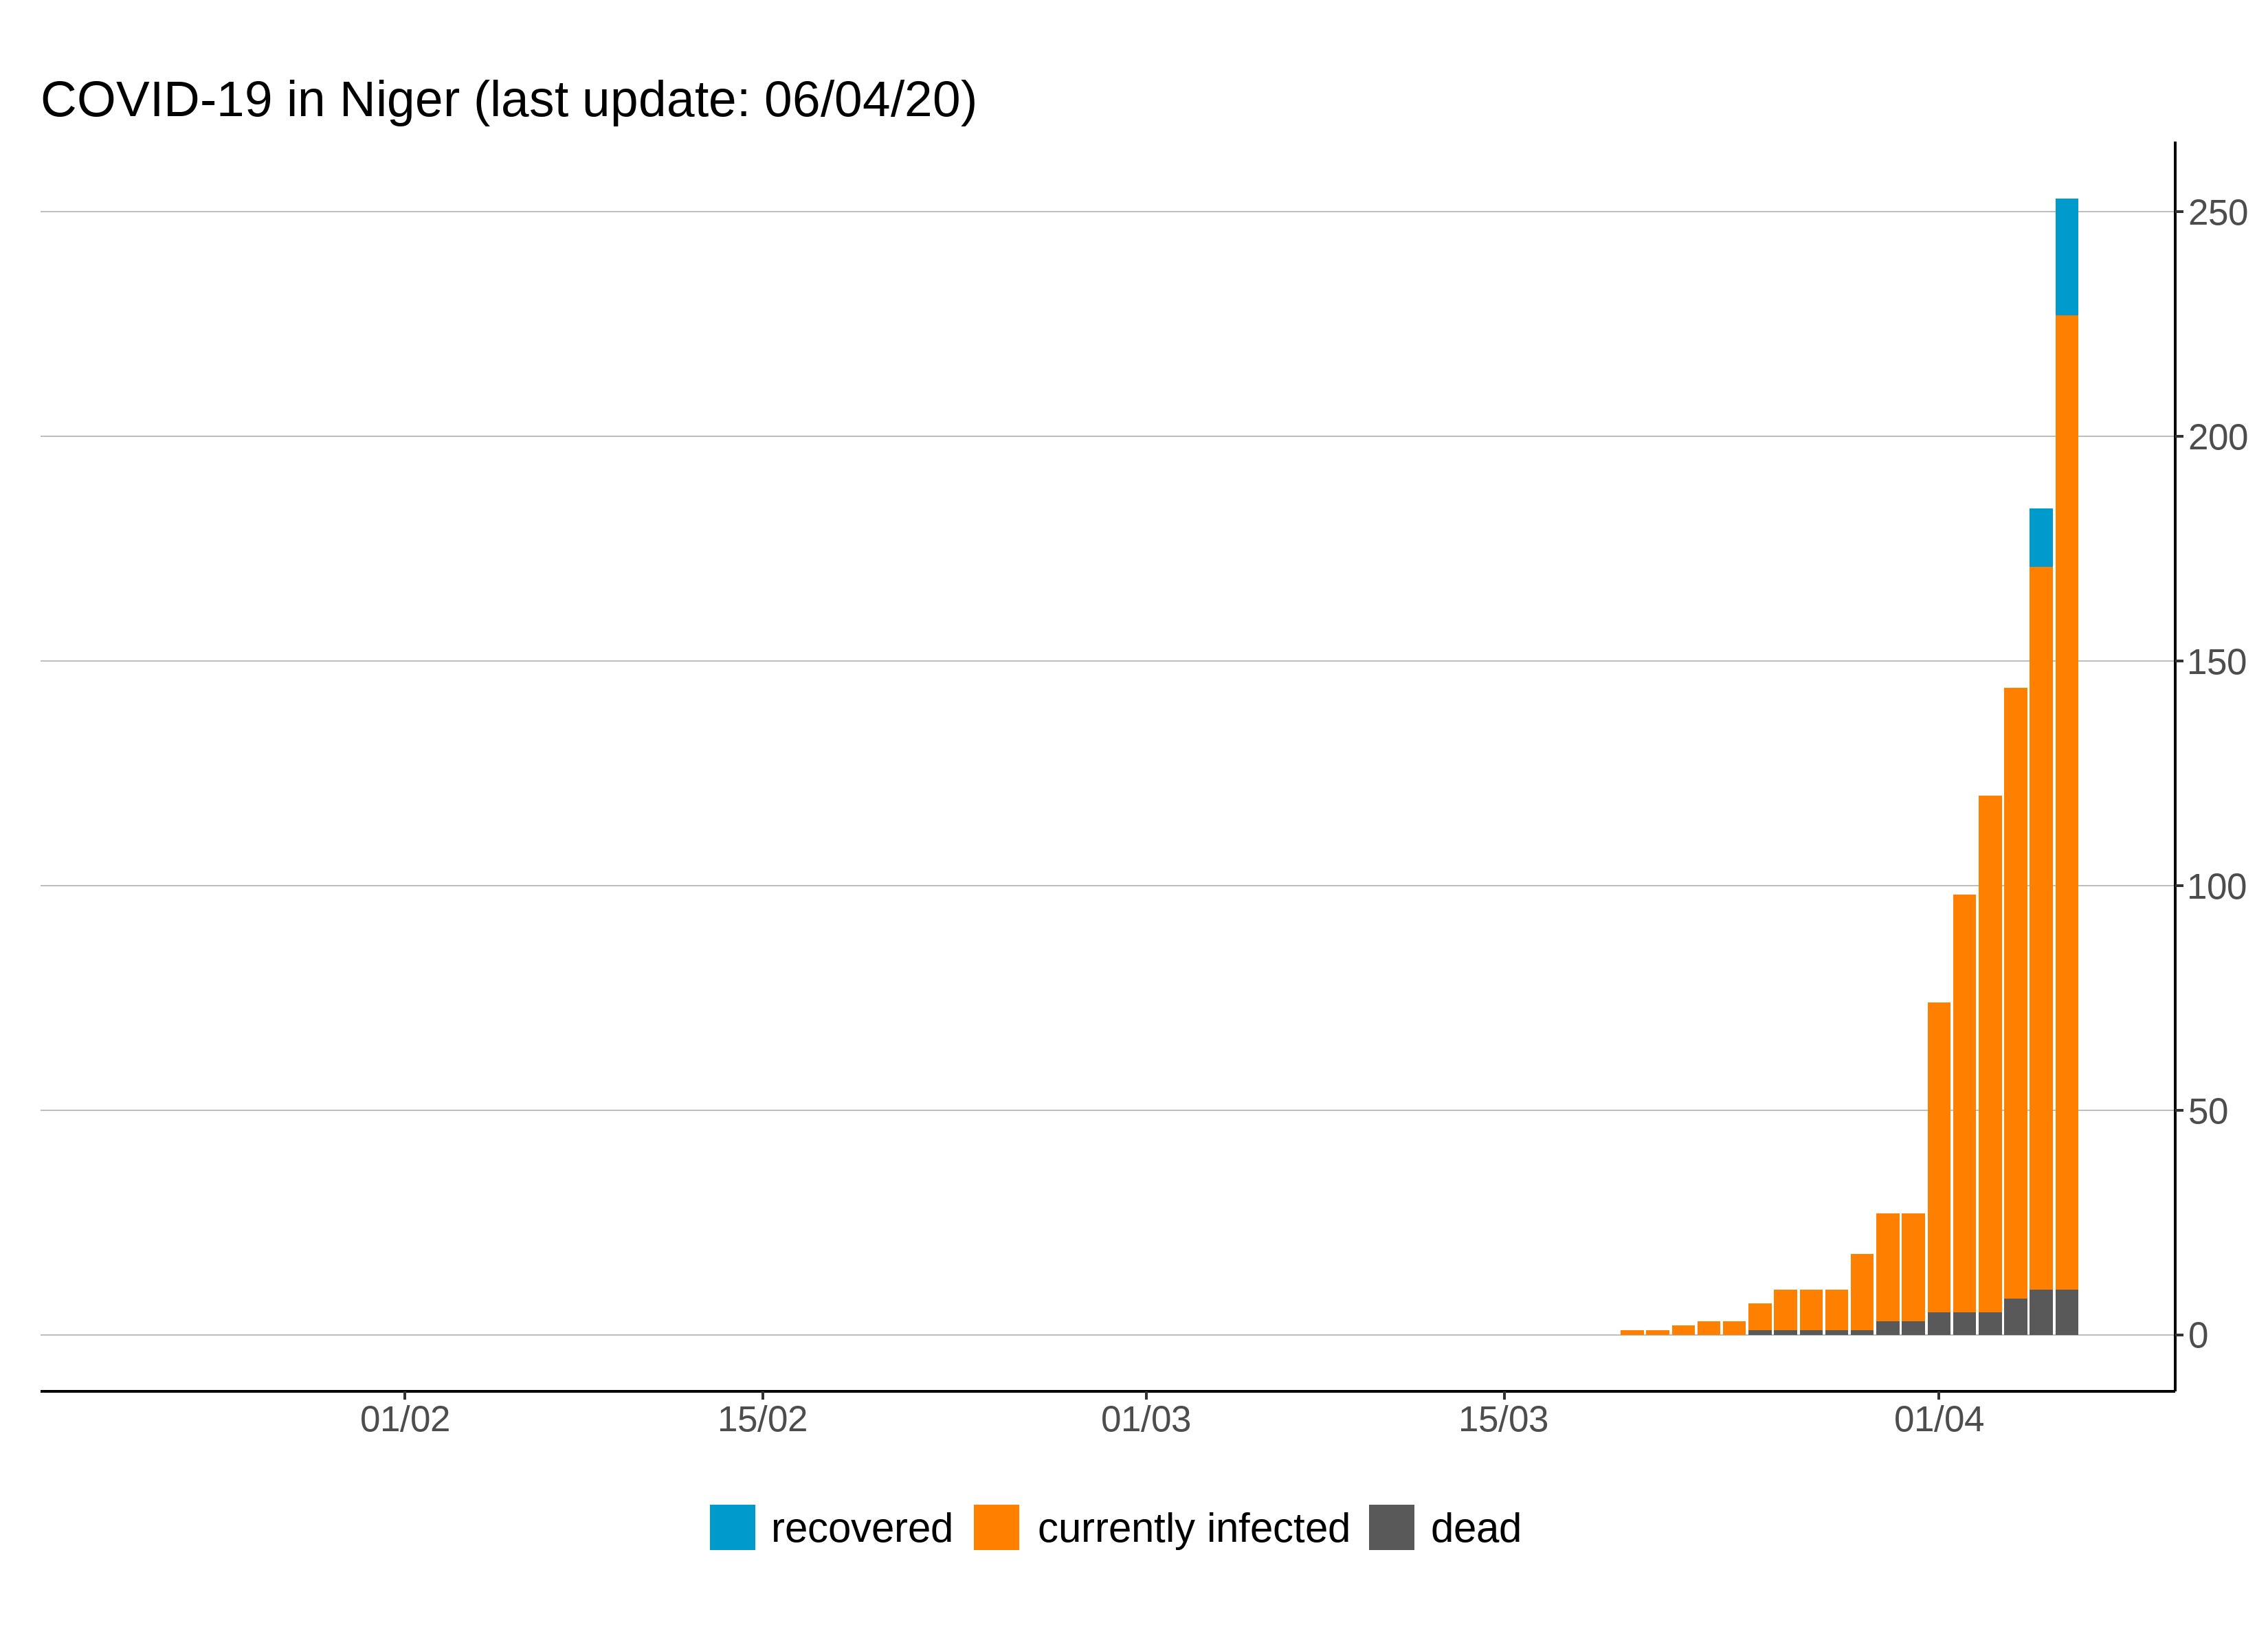 COVID-19 in Niger (last update: 06/04/20)
250
200
150
100
50
0
01/02 15/02 01/03 15/03 01/04
recovered currently infected dead